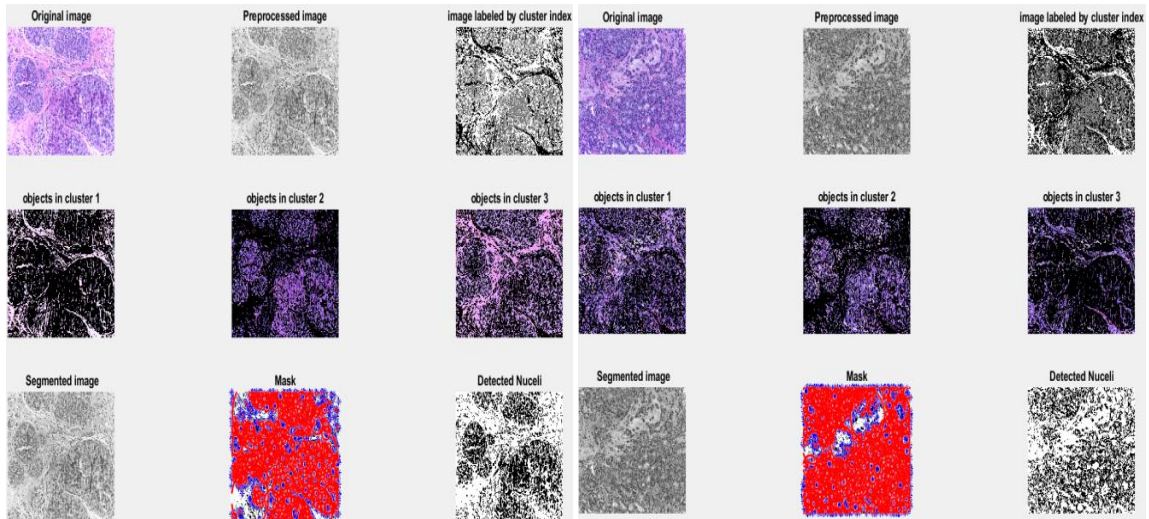 Original image
Preprocessed image
image labeled by cluster index
objects in cluster 1
objects in cluster 2
objects in cluster 3
Segmented image
Mask
Detected Nuceli
Original image
Preprocessed image
image labeled by cluster index
objects in cluster 1
objects in cluster 2
objects in cluster 3
Segmented image
Mask
Detected Nuceli